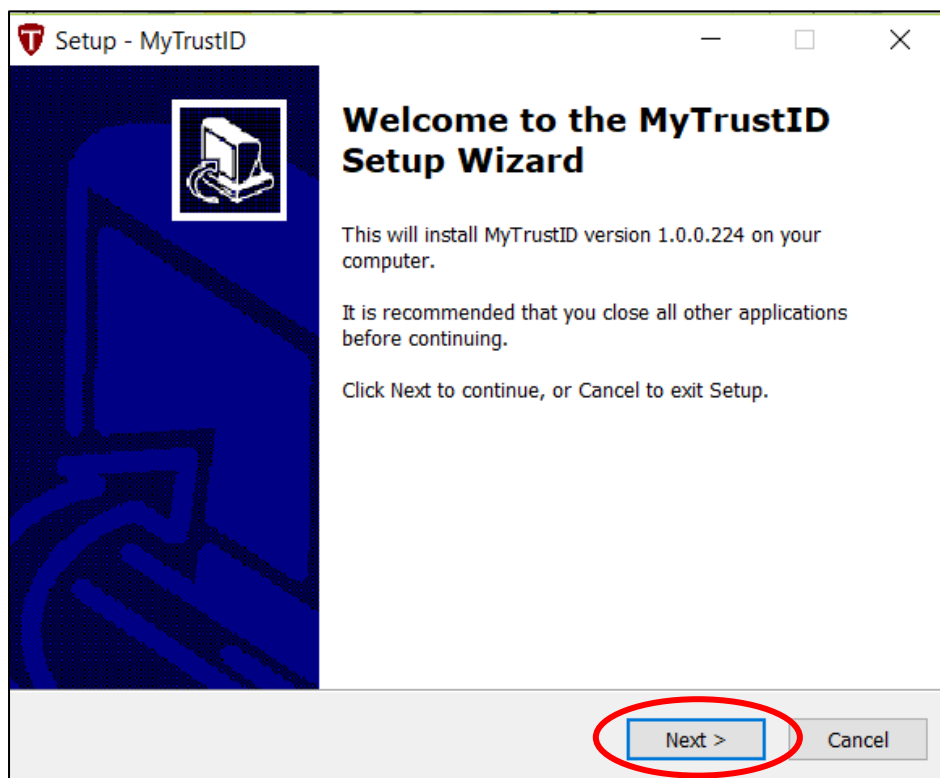 Setup - MyTrustID
Welcome to the MyTrustID
Setup Wizard
This will install MyTrustID version 1.0.0.224 on your
computer.
It is recommended that you close all other applications
before continuing.
Click Next to continue, or Cancel to exit Setup.
Next >
Cancel